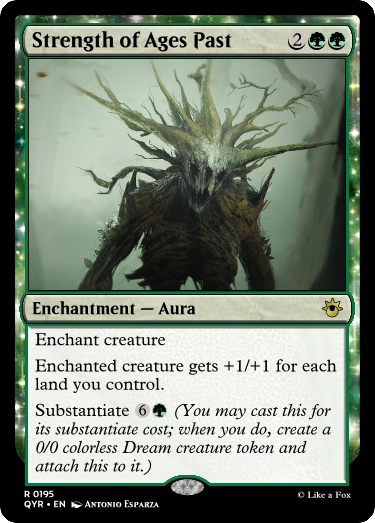 Strength of Ages Past 2
Enchantment — Aura
Enchant creature
Enchanted creature gets +1/+1 for each
land you control.
Substantiate 6 (You may cast this for
its substantiate cost; when you do, create a
0/0 colorless Dream creature token and
attach this to it.)
R 0195
QYR • EN Antonio Esparza
© Like a Fox